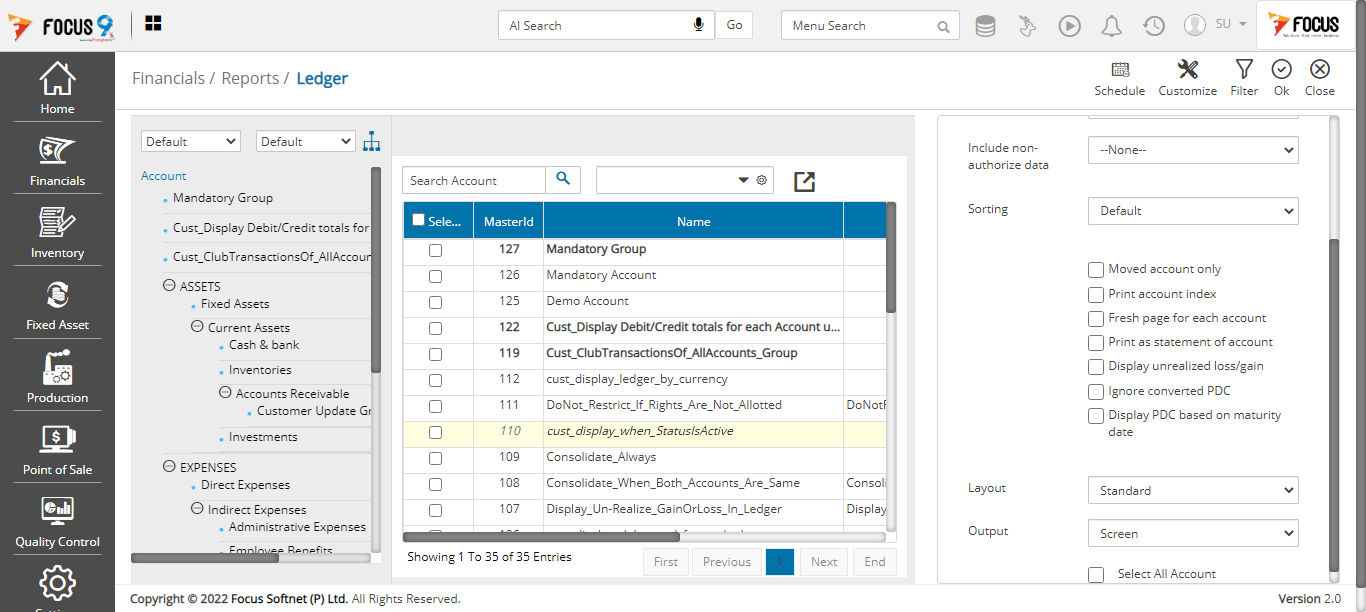 FOCUS 9
AI Search
Go
Menu Search
SU
FOCUS
Home
Financials
Inventory
Fixed Asset
Production
Point of Sale
Quality Control
Financials / Reports / Ledger
Schedule
Customize
Filter
Ok
Close
Default
Default
Account
Mandatory Group
Cust_Display Debit/Credit totals for
Cust_ClubTransactionsOf_AllAccoun
ASSETS
Fixed Assets
Current Assets
Cash & bank
Inventories
Accounts Receivable
Customer Update Gr
Investments
EXPENSES
Direct Expenses
Indirect Expenses
Administrative Expenses
Employee Benefits
Search Account
Sele... MasterId Name
127 Mandatory Group
126 Mandatory Account
125 Demo Account
122 Cust_Display Debit/Credit totals for each Account u...
119 Cust_ClubTransactionsOf_AllAccounts_Group
112 cust_display_ledger_by_currency
111 DoNot_Restrict_If_Rights_Are_Not_Allotted DoNotR
110 cust_display_when_StatusIsActive
109 Consolidate_Always
108 Consolidate_When_Both_Accounts_Are_Same Consoli
107 Display_Un-Realize_GainOrLoss_In_Ledger Display
Showing 1 To 35 of 35 Entries
First
Previous
1
Next
End
Include non-
authorize data
--None--
Sorting
Default
Moved account only
Print account index
Fresh page for each account
Print as statement of account
Display unrealized loss/gain
Ignore converted PDC
Display PDC based on maturity
date
Layout
Standard
Output
Screen
Select All Account
Copyright © 2022 Focus Softnet (P) Ltd. All Rights Reserved.
Version 2.0